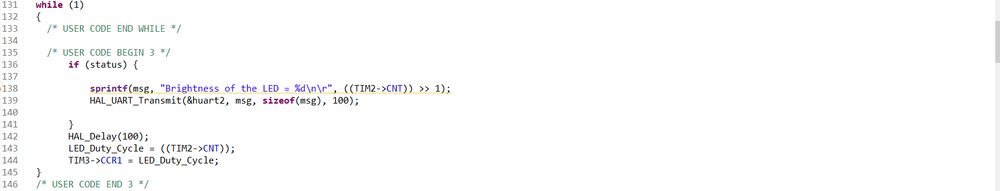 131 while (1)
132 {
133 /* USER CODE END WHILE */
134
135 /* USER CODE BEGIN 3 */
136 if (status) {
137
138 sprintf(msg, "Brightness of the LED = %d\n\r", ((TIM2->CNT)) >> 1);
139 HAL_UART_Transmit(&huart2, msg, sizeof(msg), 100);
140
141 }
142 HAL_Delay(100);
143 LED_Duty_Cycle = ((TIM2->CNT));
144 TIM3->CCR1 = LED_Duty_Cycle;
145 }
146 /* USER CODE END 3 */